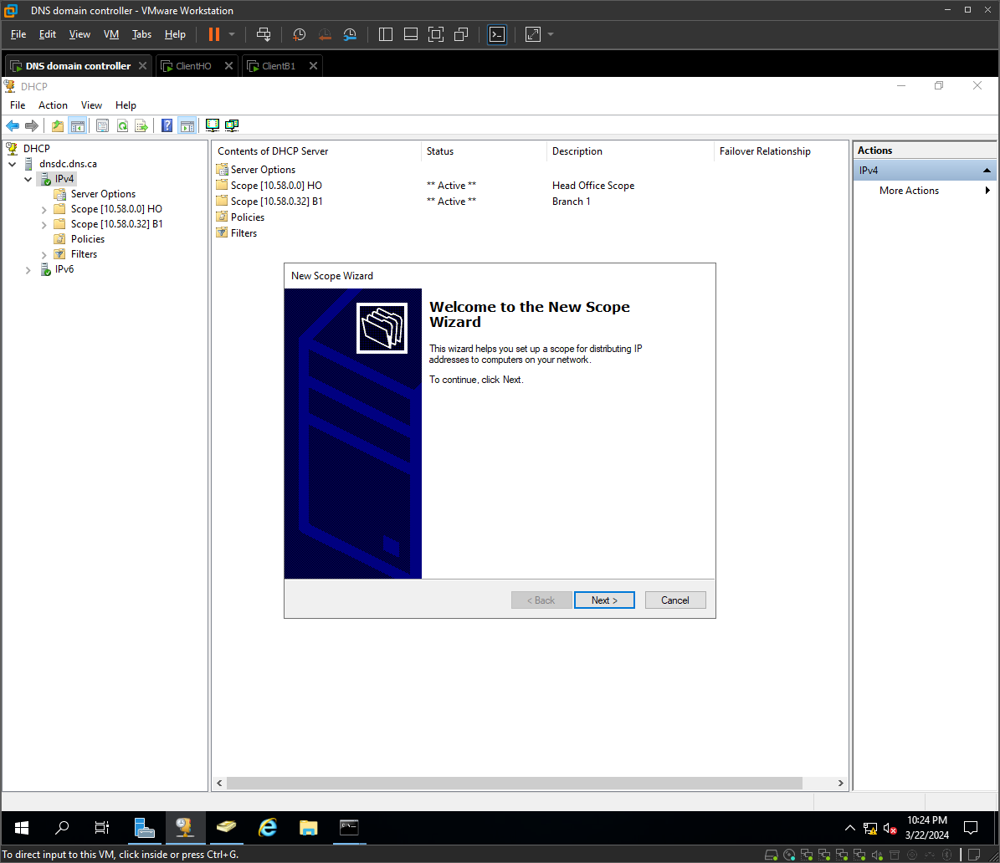 DNS domain controller - VMware Workstation
File Edit View VM Tabs Help
DNS domain controller ClientHO ClientB1
DHCP
File Action View Help
DHCP
dnsdc.dns.ca
IPv4
Server Options
Scope [10.58.0.0] HO
Scope [10.58.0.32] B1
Policies
Filters
IPv6
Contents of DHCP Server Status Description Failover Relationship
Server Options
Scope [10.58.0.0] HO ** Active ** Head Office Scope
Scope [10.58.0.32] B1 ** Active ** Branch 1
Policies
Filters
Actions
IPv4
More Actions
New Scope Wizard
Welcome to the New Scope
Wizard
This wizard helps you set up a scope for distributing IP
addresses to computers on your network.
To continue, click Next.
< Back Next > Cancel
10:24 PM
3/22/2024
To direct input to this VM, click inside or press Ctrl+G.